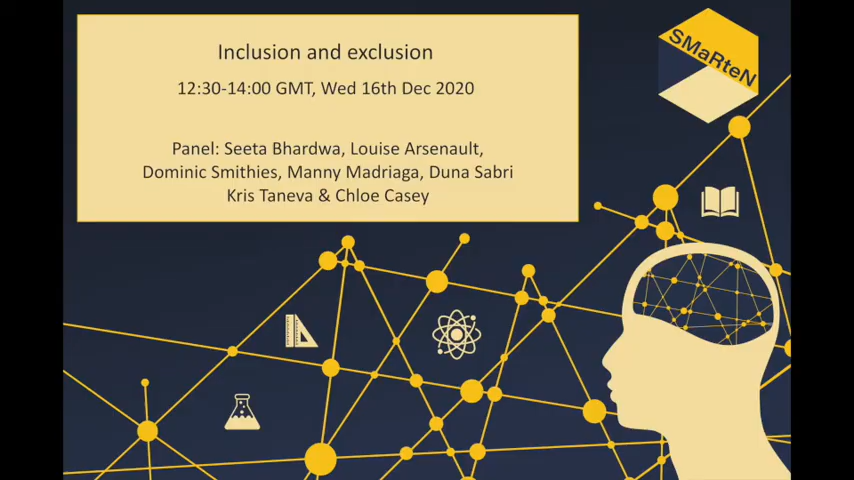 Inclusion and exclusion
12:30-14:00 GMT, Wed 16th Dec 2020
Panel: Seeta Bhardwa, Louise Arsenault,
Dominic Smithies, Manny Madriaga, Duna Sabri
Kris Taneva & Chloe Casey
SMaRteN